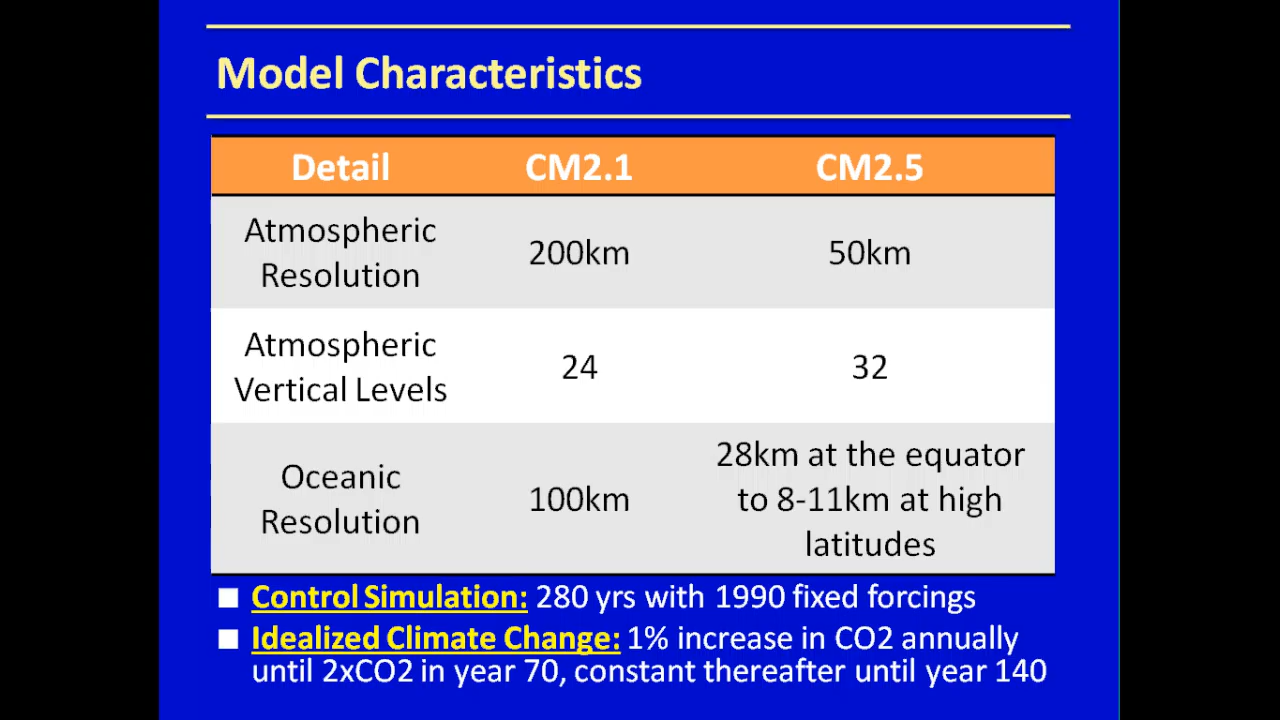 Model Characteristics
Detail CM2.1 CM2.5
Atmospheric
Resolution
200km
50km
Atmospheric
Vertical Levels
24
32
Oceanic
Resolution
100km
28km at the equator
to 8-11km at high
latitudes
Control Simulation: 280 yrs with 1990 fixed forcings
Idealized Climate Change: 1% increase in CO2 annually
until 2xCO2 in year 70, constant thereafter until year 140